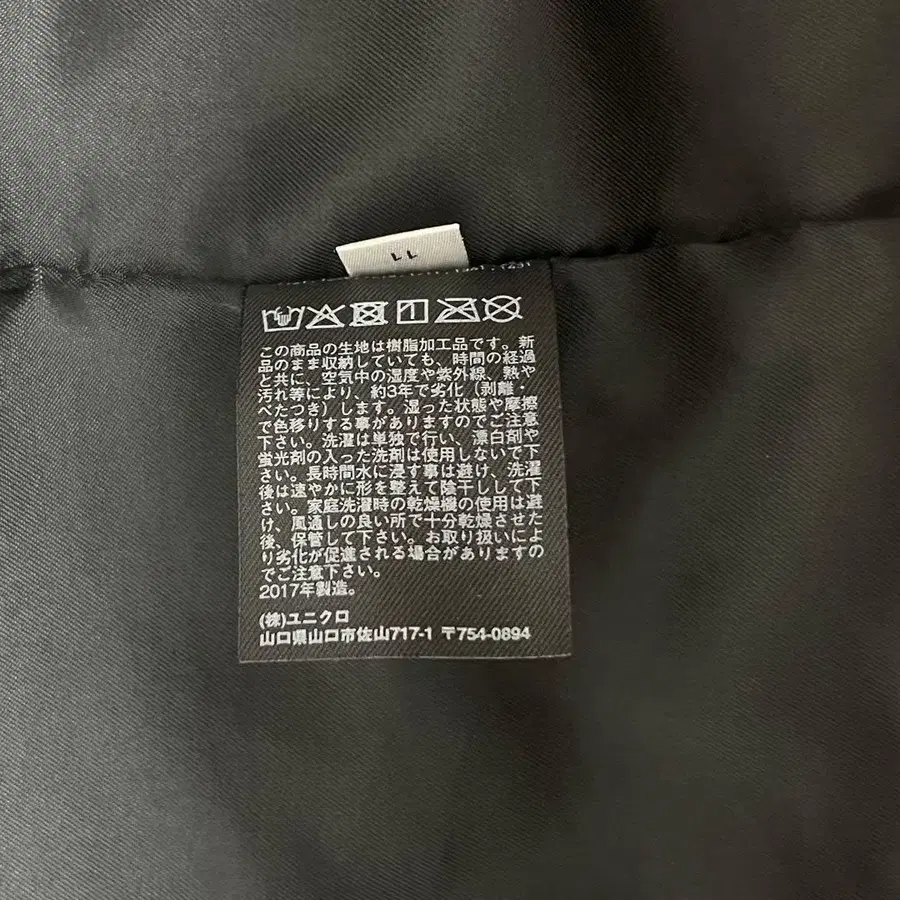 LL
この商品の生地は樹脂加工品です。新
品のまま収納していても、時間の経過
と共に、空気中の湿度や紫外線、熱や
汚れ等により、約3年で劣化（剥離・
べたつき）します。湿った状態や摩擦
で色移りする事がありますのでご注意
下さい。洗濯は単独で行い、漂白剤や
蛍光剤の入った洗剤は使用しないで下
さい。長時間水に浸す事は避け、洗濯
後は速やかに形を整えて陰干しして下
さい。家庭洗濯時の乾燥機の使用は避
け、風通しの良い所で十分乾燥させた
後、保管して下さい。お取り扱いによ
り劣化が促進される場合がありますの
でご注意下さい。
2017年製造。
(株)ユニクロ
山口県山口市佐山717-1 〒754-0894